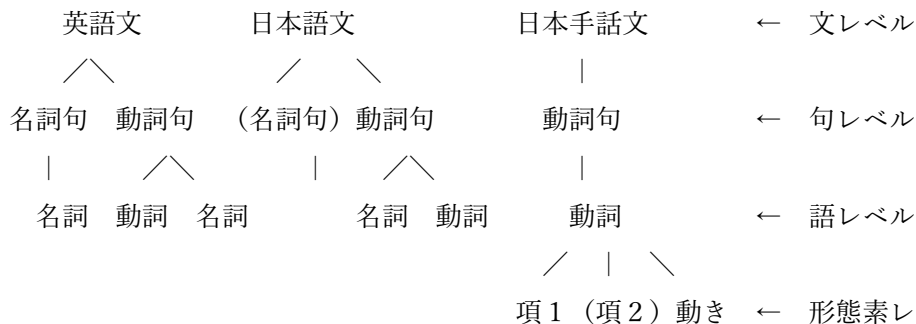 英語文 日本語文 日本手話文 ← 文レベル
名詞句 動詞句 (名詞句)動詞句 動詞句 ← 句レベル
名詞 動詞 名詞 名詞 動詞 動詞 ← 語レベル
項1(項2)動き ← 形態素レ